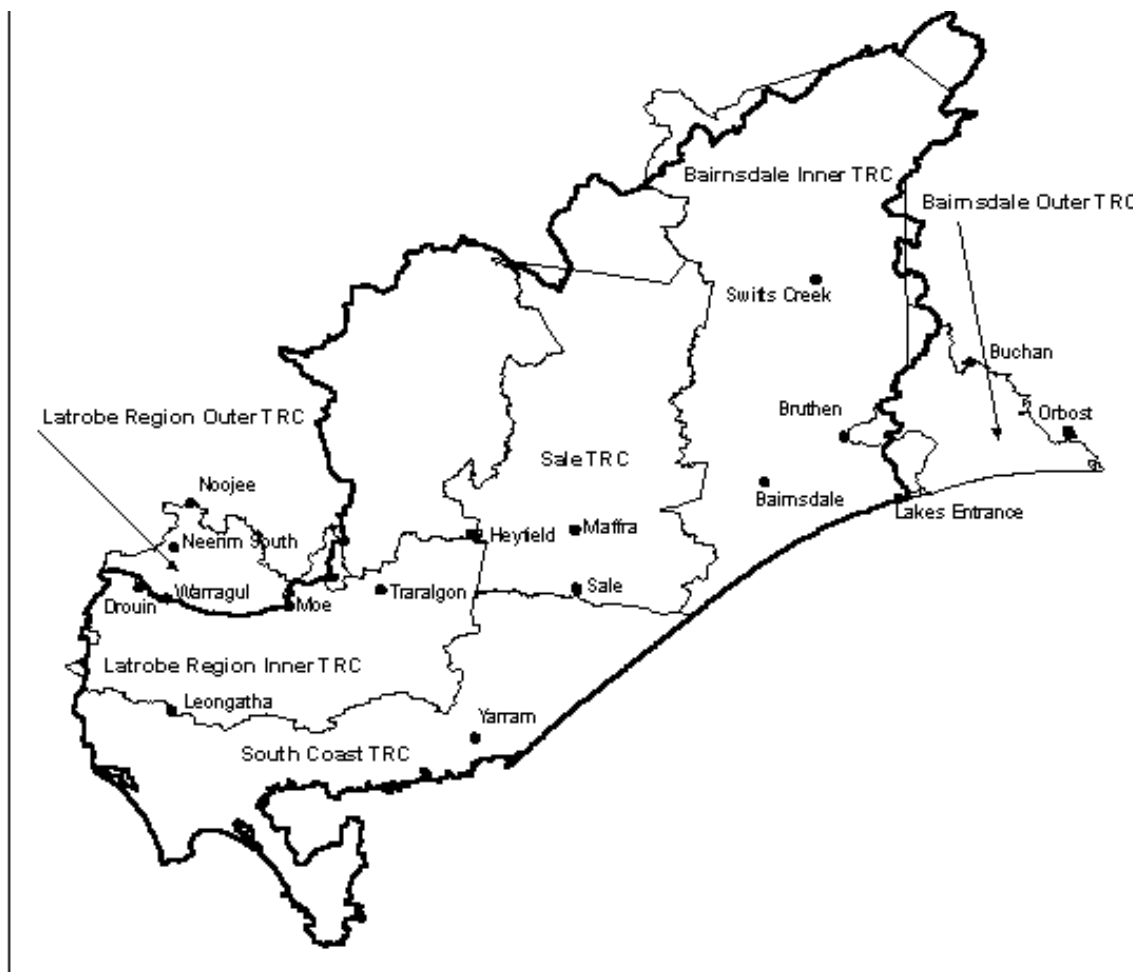 Bairnsdale Inner TRC
Bairnsdale Outer TRC
Swifts Creek
Buchan
Latrobe Region Outer TRC
Bruthen
Orbost
Sale TRC
Noojee
Bairnsdale
Lakes Entrance
Neerim South
Heyfield
Maffra
Drouin
Warragul
Moe
Traralgon
Sale
Latrobe Region Inner TRC
Leongatha
Yarram
South Coast TRC